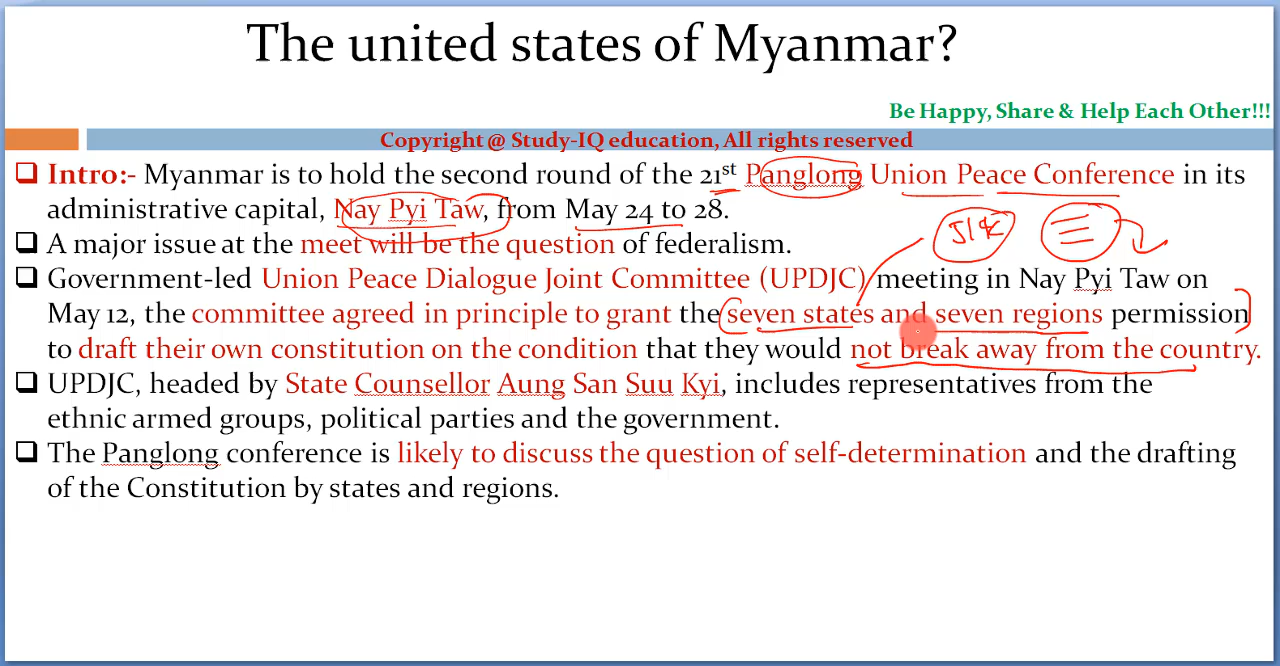 The united states of Myanmar?
Be Happy, Share & Help Each Other!!!
Copyright @ Study-IQ education, All rights reserved
❑ Intro:- Myanmar is to hold the second round of the 21st Panglong Union Peace Conference in its
administrative capital, Nay Pyi Taw, from May 24 to 28.
J/K
❑ A major issue at the meet will be the question of federalism.
❑ Government-led Union Peace Dialogue Joint Committee (UPDJC) meeting in Nay Pyi Taw on
May 12, the committee agreed in principle to grant the seven states and seven regions permission
to draft their own constitution on the condition that they would not break away from the country.
❑ UPDJC, headed by State Counsellor Aung San Suu Kyi, includes representatives from the
ethnic armed groups, political parties and the government.
❑ The Panglong conference is likely to discuss the question of self-determination and the drafting
of the Constitution by states and regions.